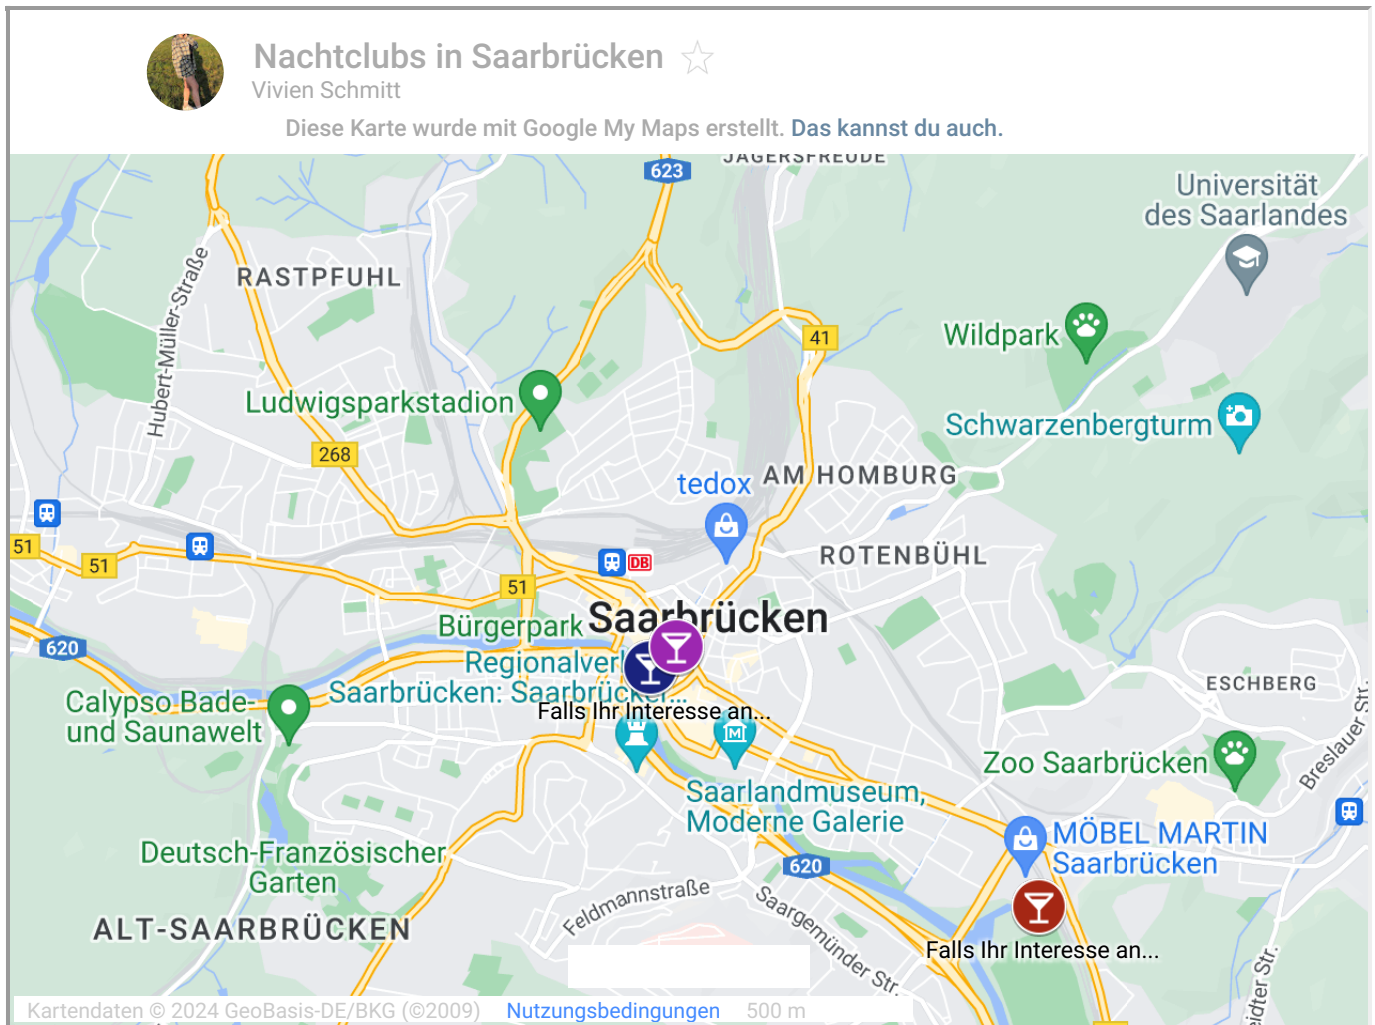 Nachtclubs in Saarbrücken
Vivien Schmitt
Diese Karte wurde mit Google My Maps erstellt. Das kannst du auch.
JÄGERSFREUDE
623
Universität
des Saarlandes
RASTPFUHL
Hubert-Müller-Straße
Wildpark
41
Ludwigsparkstadion
Schwarzenbergturm
268
tedox
AM HOMBURG
51
51
DB
ROTENBÜHL
51
Saarbrücken
Bürgerpark
620
Regionalver
Saarbrücken: Saarbrücker...
ESCHBERG
Calypso Bade-
und Saunawelt
Falls Ihr Interesse an...
Breslauer Str.
M
Zoo Saarbrücken
Saarlandmuseum,
Moderne Galerie
MÖBEL MARTIN
Saarbrücken
Deutsch-Französischer
Garten
620
Feldmannstraße
Saargemünder Str.
ALT-SAARBRÜCKEN
Falls Ihr Interesse an...
eidter Str.
Kartendaten © 2024 GeoBasis-DE/BKG (©2009) Nutzungsbedingungen 500 m